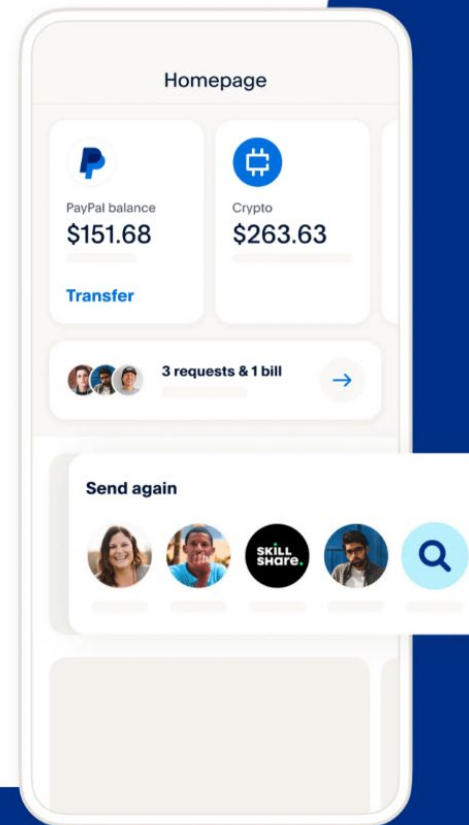 Homepage
PayPal balance
$151.68
Transfer
Crypto
$263.63
3 requests & 1 bill
Send again
SKILL
SHare.